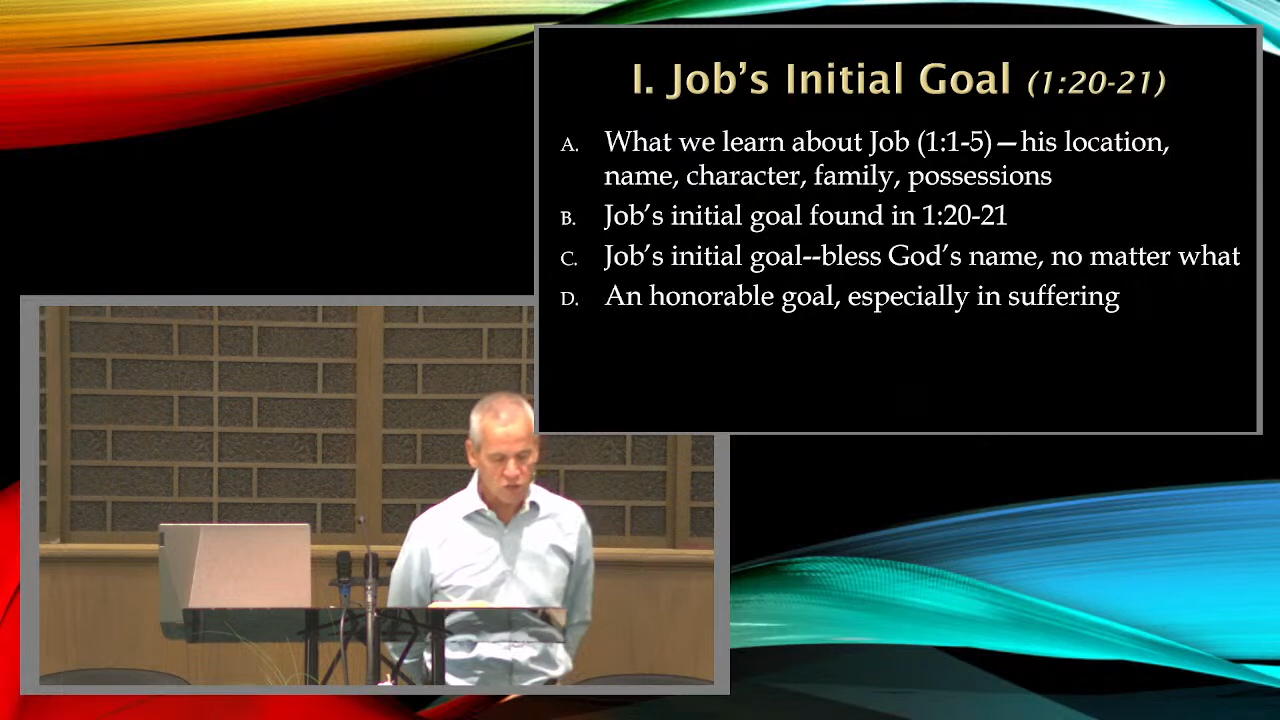 I. Job's Initial Goal (1:20-21)
A. What we learn about Job (1:1-5)—his location,
name, character, family, possessions
B. Job's initial goal found in 1:20-21
C. Job's initial goal--bless God's name, no matter what
D. An honorable goal, especially in suffering